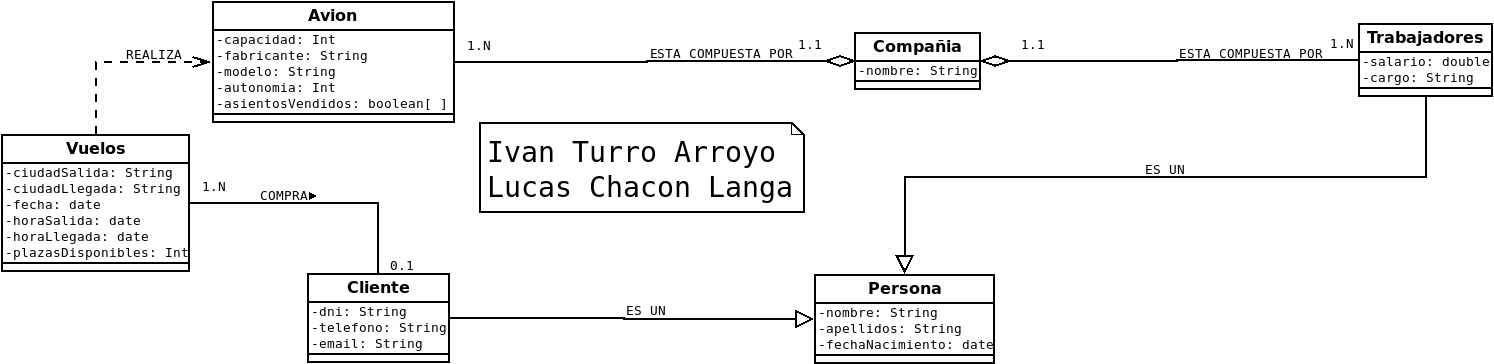 Avion
-capacidad: Int
-fabricante: String
-modelo: String
-autonomia: Int
-asientosVendidos: boolean[ ]
REALIZA
1.N
ESTA COMPUESTA POR
1.1
Compañia
-nombre: String
1.1
ESTA COMPUESTA POR
1.N
Trabajadores
-salario: double
-cargo: String
Vuelos
-ciudadSalida: String
-ciudadLlegada: String
-fecha: date
-horaSalida: date
-horaLlegada: date
-plazasDisponibles: Int
1.N
COMPRA
0.1
Ivan Turro Arroyo
Lucas Chacon Langa
ES UN
Cliente
-dni: String
-telefono: String
-email: String
ES UN
Persona
-nombre: String
-apellidos: String
-fechaNacimiento: date